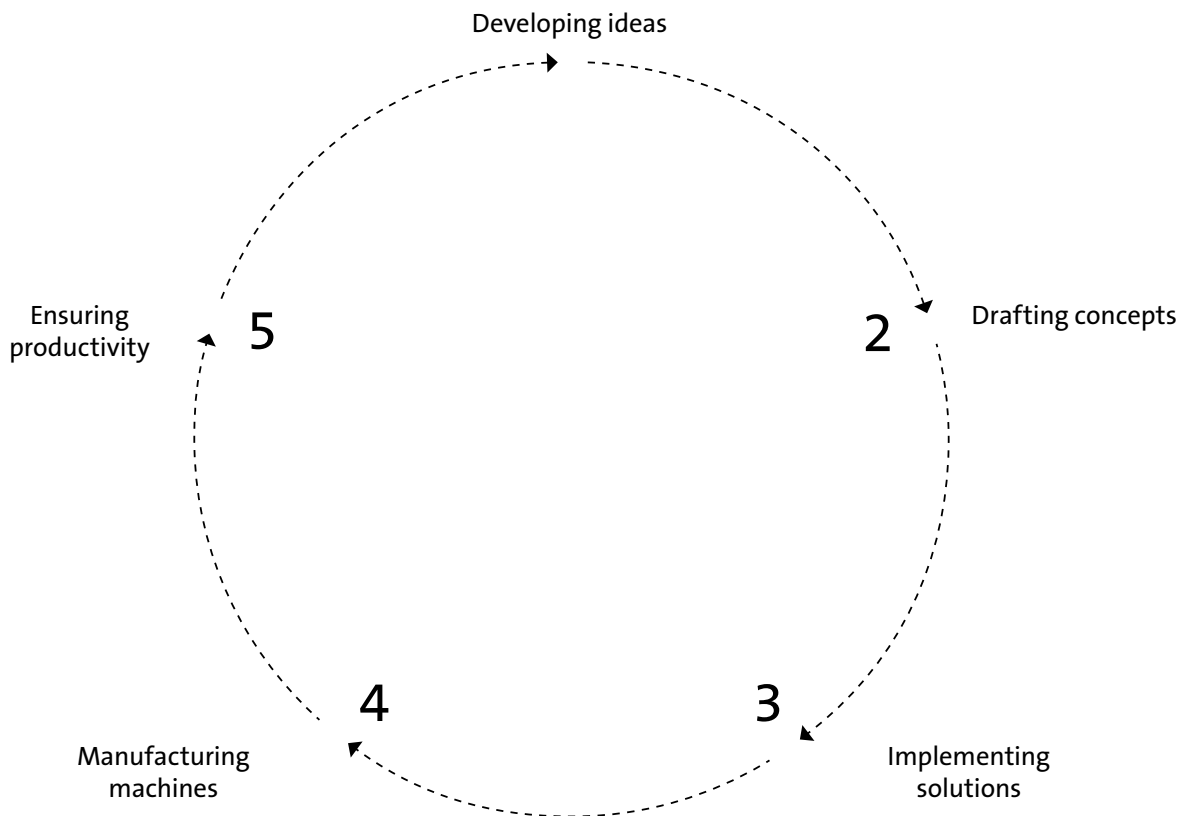 Developing ideas
2
Drafting concepts
3
Implementing
solutions
4
Manufacturing
machines
5
Ensuring
productivity